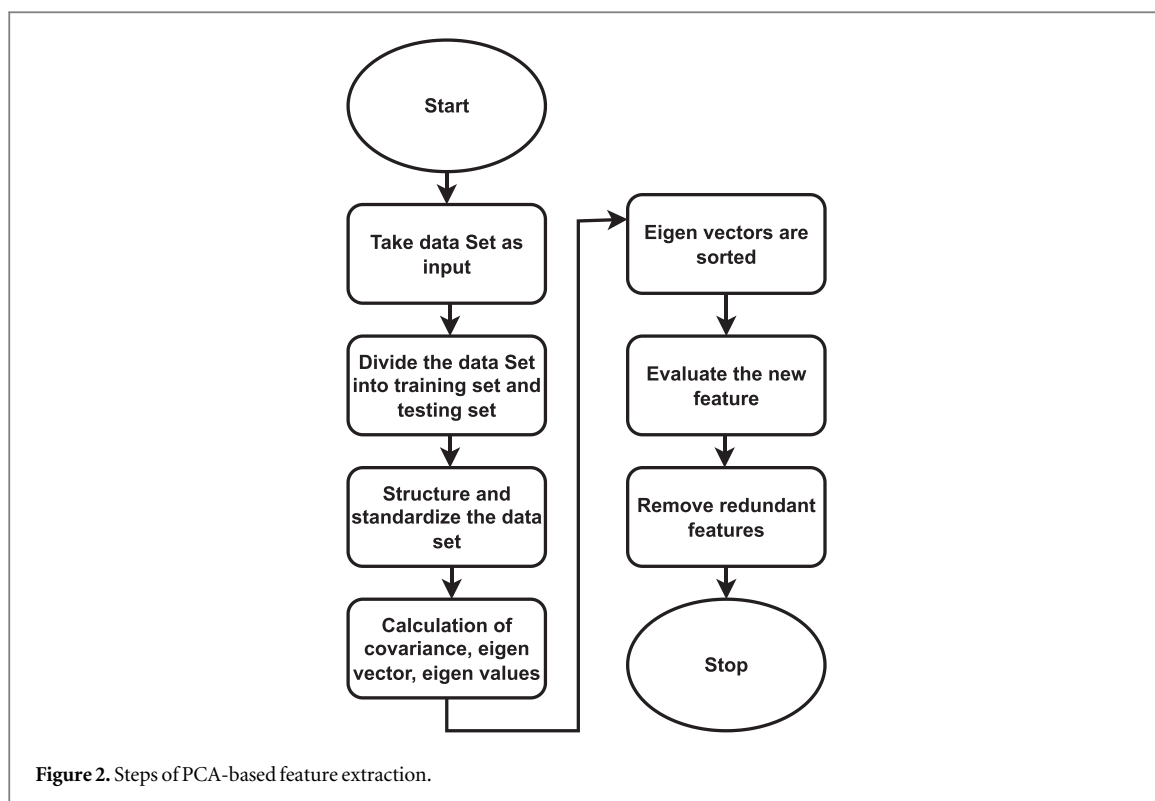 Start
Take data Set as
input
Divide the data Set
into training set and
testing set
Structure and
standardize the data
set
Calculation of
covariance, eigen
vector, eigen values
Eigen vectors are
sorted
Evaluate the new
feature
Remove redundant
features
Stop
Figure 2. Steps of PCA-based feature extraction.